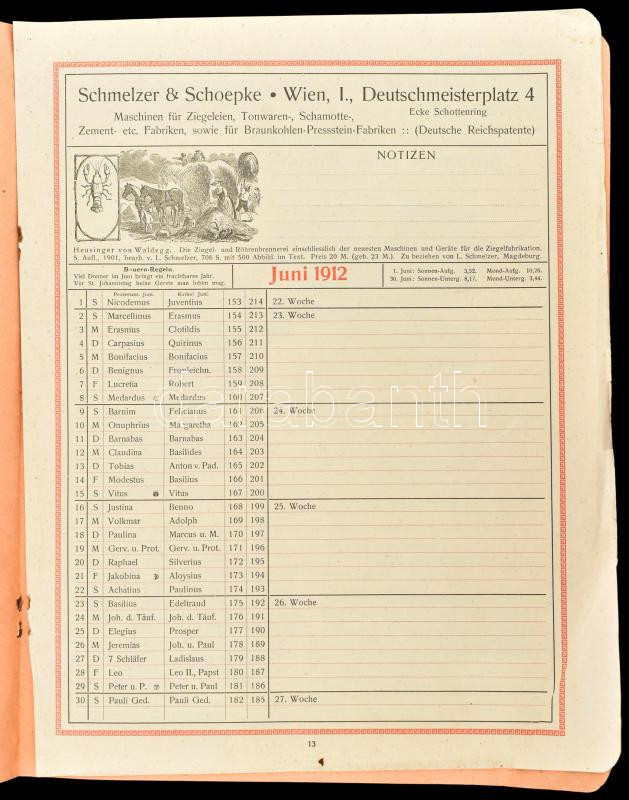 Schmelzer & Schoepke • Wien, I., Deutschmeisterplatz 4
Ecke Schottenring
Maschinen für Ziegeleien, Tonwaren-, Schamotte-,
Zement- etc. Fabriken, sowie für Braunkohlen-Pressstein-Fabriken :: (Deutsche Reichspatente)
NOTIZEN
Heusinger von Waldegg. Die Ziegel- und Röhrenbrennerei einschliesslich der neuesten Maschinen und Geräte für die Ziegelfabrikation.
5. Aufl., 1901, bearb. v. L. Schmelzer, 706 S. mit 500 Abbild. im Text. Preis 20 M. (geb. 23 M.). Zu beziehen von L. Schmelzer, Magdeburg.
Bauern-Regeln.
Viel Donner im Juni bringt ein fruchtbares Jahr.
Vor St. Johannistag keine Gerste man loben mag.
Juni 1912
1. Juni: Sonnen-Aufg. 3,52. Mond-Aufg. 10,26.
30. Juni: Sonnen-Unterg. 8,17. Mond-Unterg. 3,44.
Protestant. Juni. Kathol. Juni.
1 S Nicodemus Juventius 153 214 22. Woche
2 S Marcellinus Erasmus 154 213 23. Woche
3 M Erasmus Clotildis 155 212
4 D Carpasius Quirinus 156 211
5 M Bonifacius Bonifacius 157 210
6 D Benignus Fronleichn. 158 209
7 F Lucretia Robert 159 208
8 S Medardus Medardus 160 207
9 S Barnim Felicianus 161 206 24. Woche
10 M Onuphrius Margaretha 162 205
11 D Barnabas Barnabas 163 204
12 M Claudina Basilides 164 203
13 D Tobias Anton v. Pad. 165 202
14 F Modestus Basilius 166 201
15 S Vitus Vitus 167 200
16 S Justina Benno 168 199 25. Woche
17 M Volkmar Adolph 169 198
18 D Paulina Marcus u. M. 170 197
19 M Gerv. u. Prot. Gerv. u. Prot. 171 196
20 D Raphael Silverius 172 195
21 F Jakobina Aloysius 173 194
22 S Achatius Paulinus 174 193
23 S Basilius Edeltraud 175 192 26. Woche
24 M Joh. d. Täuf. Joh. d. Täuf. 176 191
25 D Elegius Prosper 177 190
26 M Jeremias Joh. u. Paul 178 189
27 D 7 Schläfer Ladislaus 179 188
28 F Leo Leo II., Papst 180 187
29 S Peter u. P. Peter u. Paul 181 186
30 S Pauli Ged. Pauli Ged. 182 185 27. Woche
13
darabanth